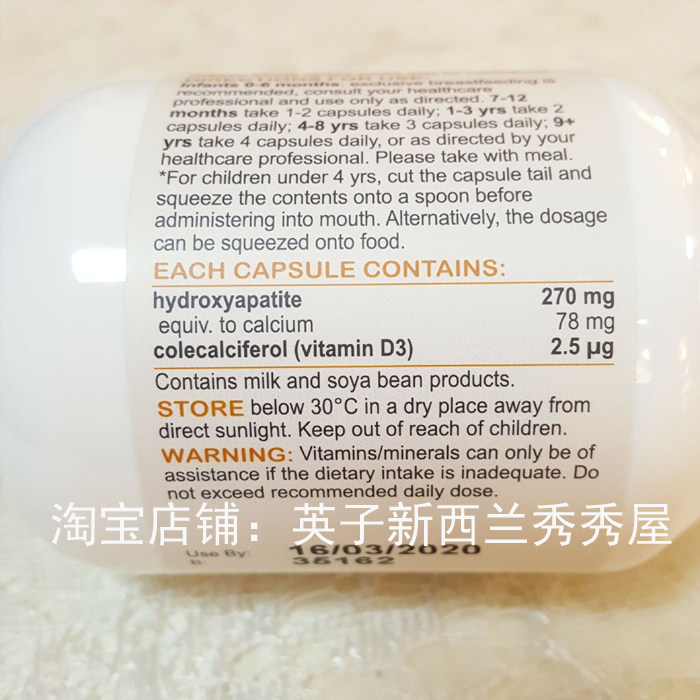 DIRECTIONS FOR USE
Infants 0-6 months: exclusive breastfeeding is
recommended, consult your healthcare
professional and use only as directed. 7-12
months take 1-2 capsules daily; 1-3 yrs take 2
capsules daily; 4-8 yrs take 3 capsules daily; 9+
yrs take 4 capsules daily, or as directed by your
healthcare professional. Please take with meal.
*For children under 4 yrs, cut the capsule tail and
squeeze the contents onto a spoon before
administering into mouth. Alternatively, the dosage
can be squeezed onto food.
EACH CAPSULE CONTAINS:
hydroxyapatite 270 mg
equiv. to calcium 78 mg
colecalciferol (vitamin D3) 2.5 µg
Contains milk and soya bean products.
STORE below 30°C in a dry place away from
direct sunlight. Keep out of reach of children.
WARNING: Vitamins/minerals can only be of
assistance if the dietary intake is inadequate. Do
not exceed recommended daily dose.
淘宝店铺：英子新西兰秀秀屋
Use By: 16/03/2020
B: 35162